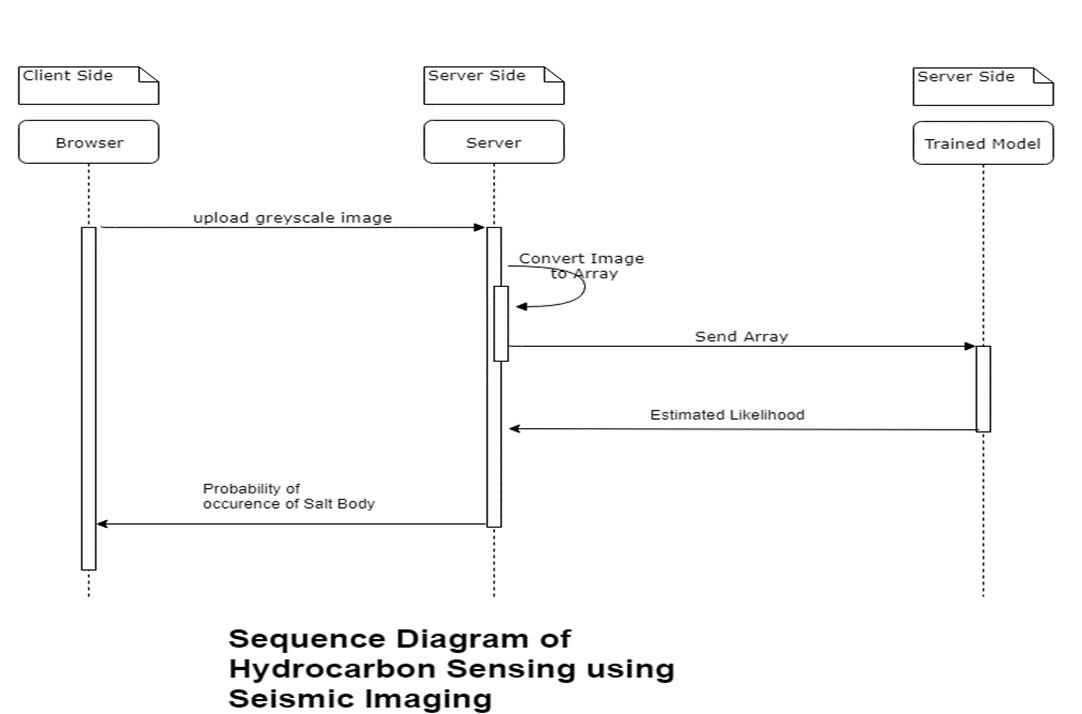 Client Side
Server Side
Server Side
Browser
Server
Trained Model
upload greyscale image
Convert Image
to Array
Send Array
Estimated Likelihood
Probability of
occurence of Salt Body
Sequence Diagram of
Hydrocarbon Sensing using
Seismic Imaging